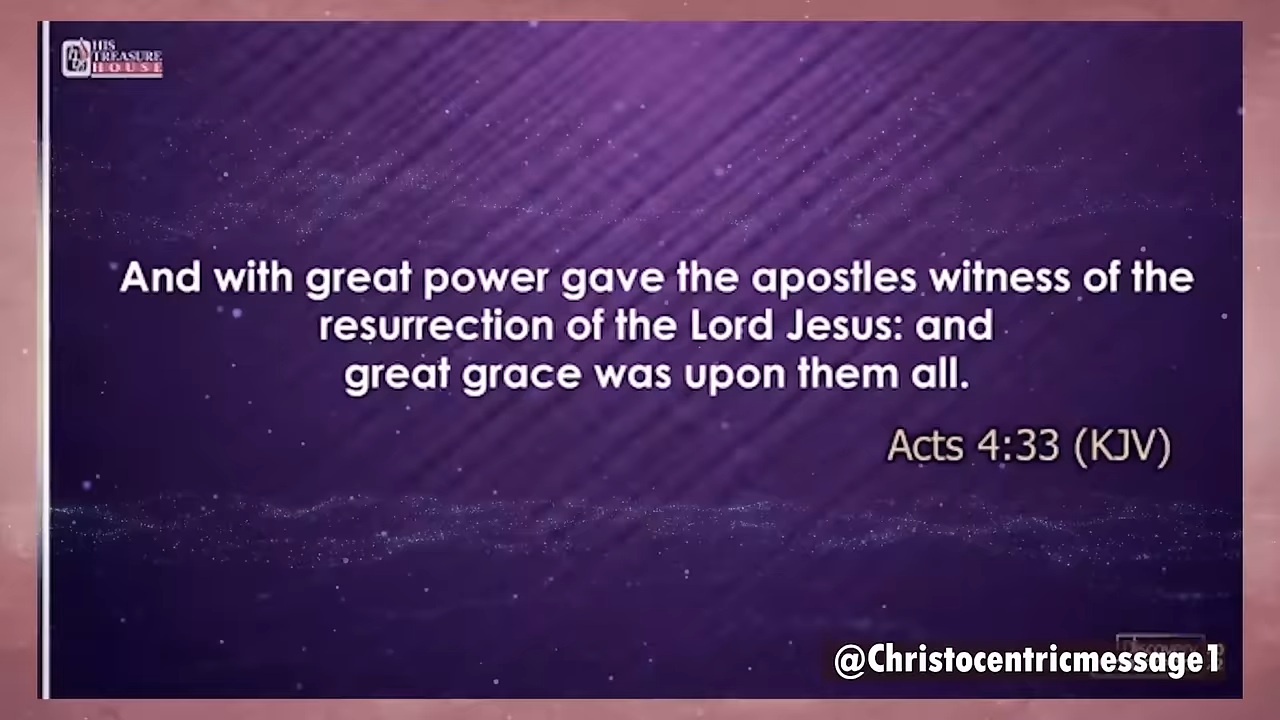 HIS
TREASURE
HOUSE
And with great power gave the apostles witness of the
resurrection of the Lord Jesus: and
great grace was upon them all.
Acts 4:33 (KJV)
@Christocentricmessage1